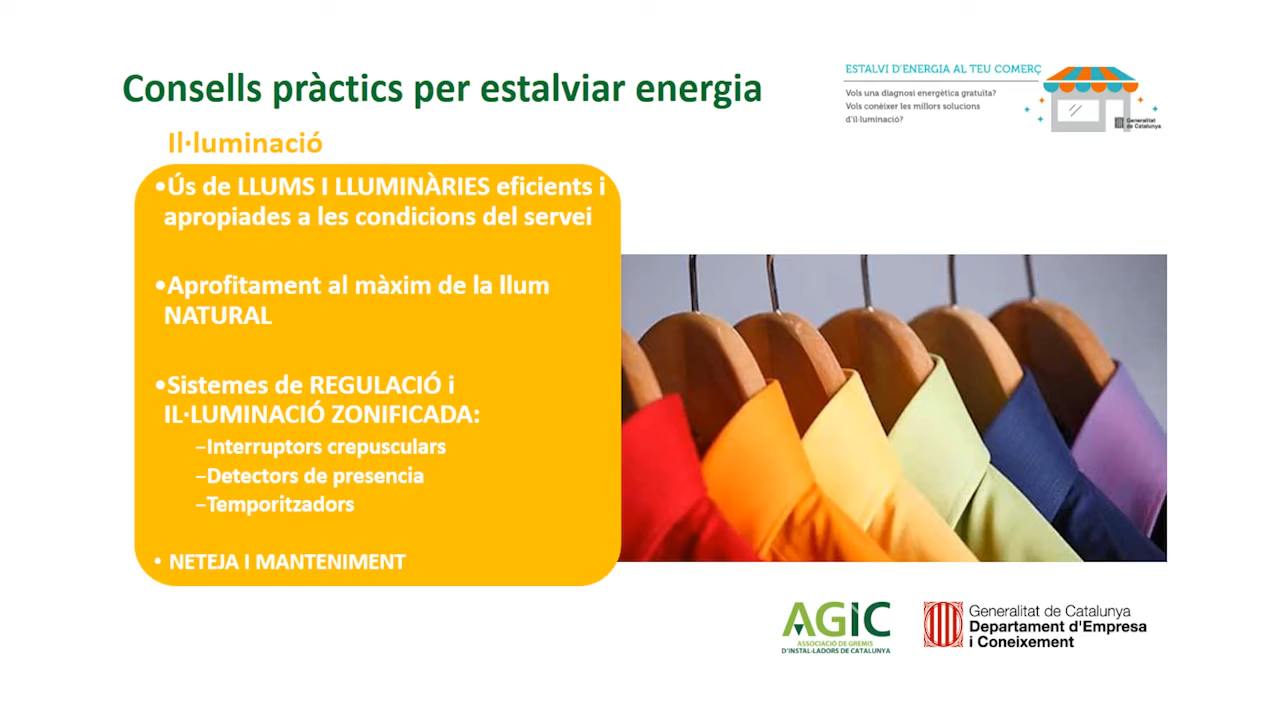 Consells pràctics per estalviar energia
ESTALVI D'ENERGIA AL TEU COMERÇ
Vols una diagnosi energètica gratuïta?
Vols conèixer les millors solucions
d'il·luminació?
Generalitat
de Catalunya
Il·luminació
•Ús de LLUMS I LLUMINÀRIES eficients i
apropiades a les condicions del servei
•Aprofitament al màxim de la llum
NATURAL
•Sistemes de REGULACIÓ i
IL·LUMINACIÓ ZONIFICADA:
–Interruptors crepusculars
–Detectors de presencia
–Temporitzadors
• NETEJA I MANTENIMENT
AGIC
ASSOCIACIÓ DE GREMIS
D'INSTAL·LADORS DE CATALUNYA
Generalitat de Catalunya
Departament d'Empresa
i Coneixement